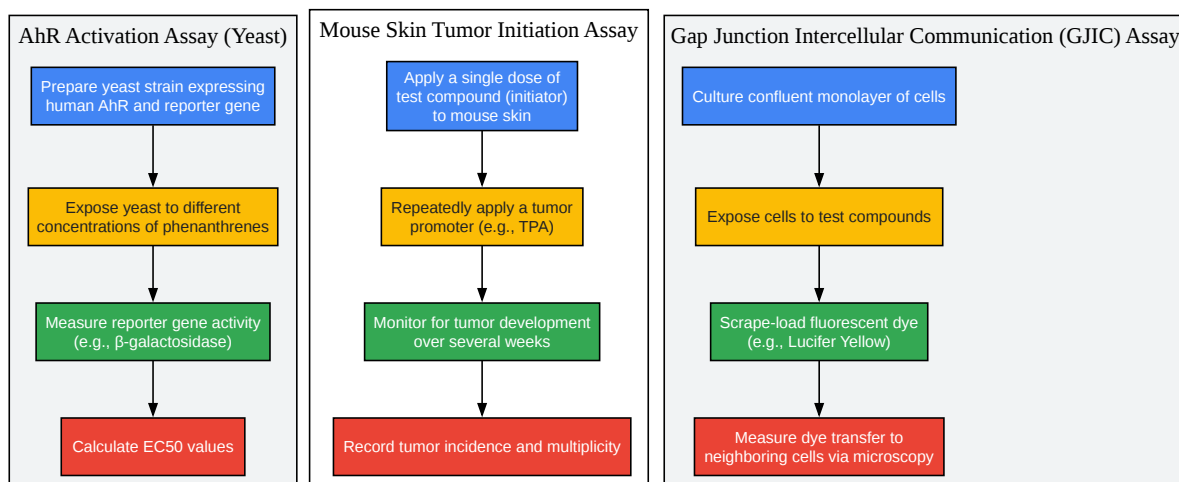 AhR Activation Assay (Yeast)
Prepare yeast strain expressing
human AhR and reporter gene
Expose yeast to different
concentrations of phenanthrenes
Measure reporter gene activity
(e.g., β-galactosidase)
Calculate EC50 values
Mouse Skin Tumor Initiation Assay
Apply a single dose of
test compound (initiator)
to mouse skin
Repeatedly apply a tumor
promoter (e.g., TPA)
Monitor for tumor development
over several weeks
Record tumor incidence and multiplicity
Gap Junction Intercellular Communication (GJIC) Assay
Culture confluent monolayer of cells
Expose cells to test compounds
Scrape-load fluorescent dye
(e.g., Lucifer Yellow)
Measure dye transfer to
neighboring cells via microscopy